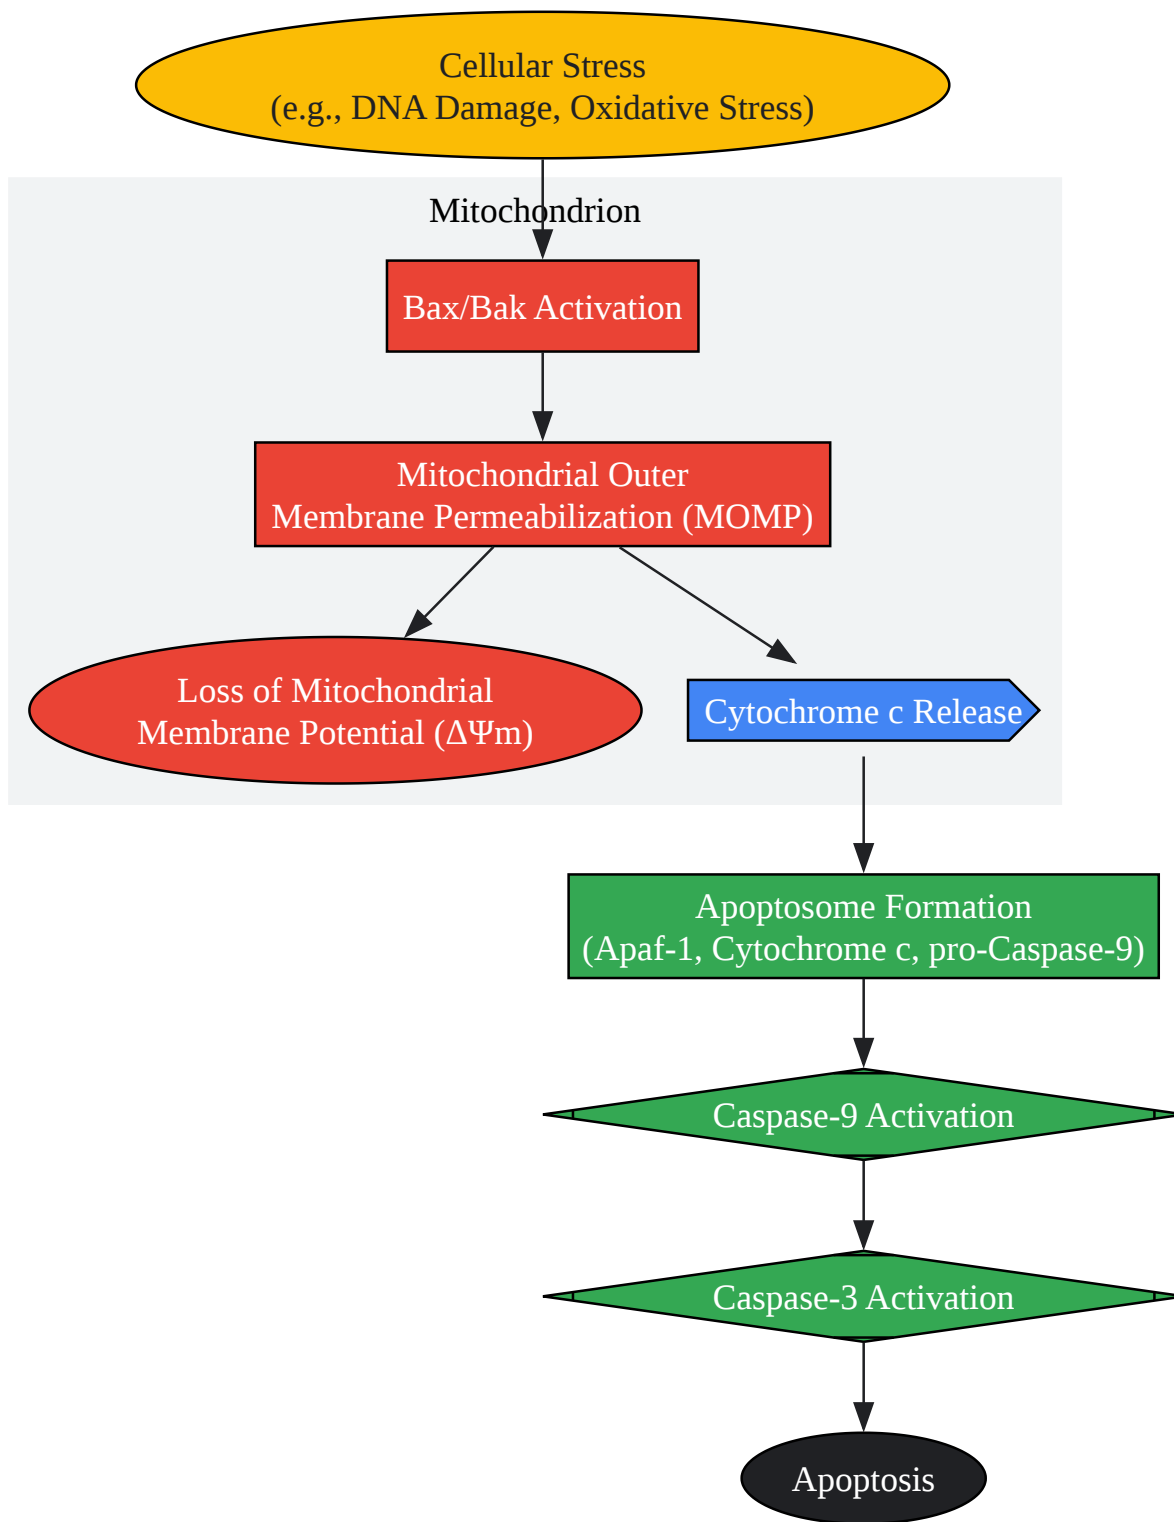 Cellular Stress
(e.g., DNA Damage, Oxidative Stress)
Mitochondrion
Bax/Bak Activation
Mitochondrial Outer
Membrane Permeabilization (MOMP)
Loss of Mitochondrial
Membrane Potential (ΔΨm)
Cytochrome c Release
Apoptosome Formation
(Apaf-1, Cytochrome c, pro-Caspase-9)
Caspase-9 Activation
Caspase-3 Activation
Apoptosis